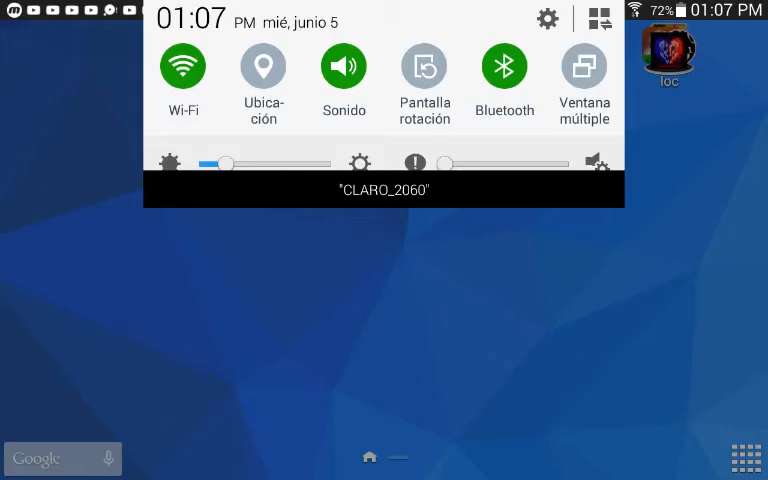 01:07 PM mié, junio 5
72% 01:07 PM
Wi-Fi
Ubica-
ción
Sonido
Pantalla
rotación
Bluetooth
Ventana
múltiple
loc
"CLARO_2060"
Google